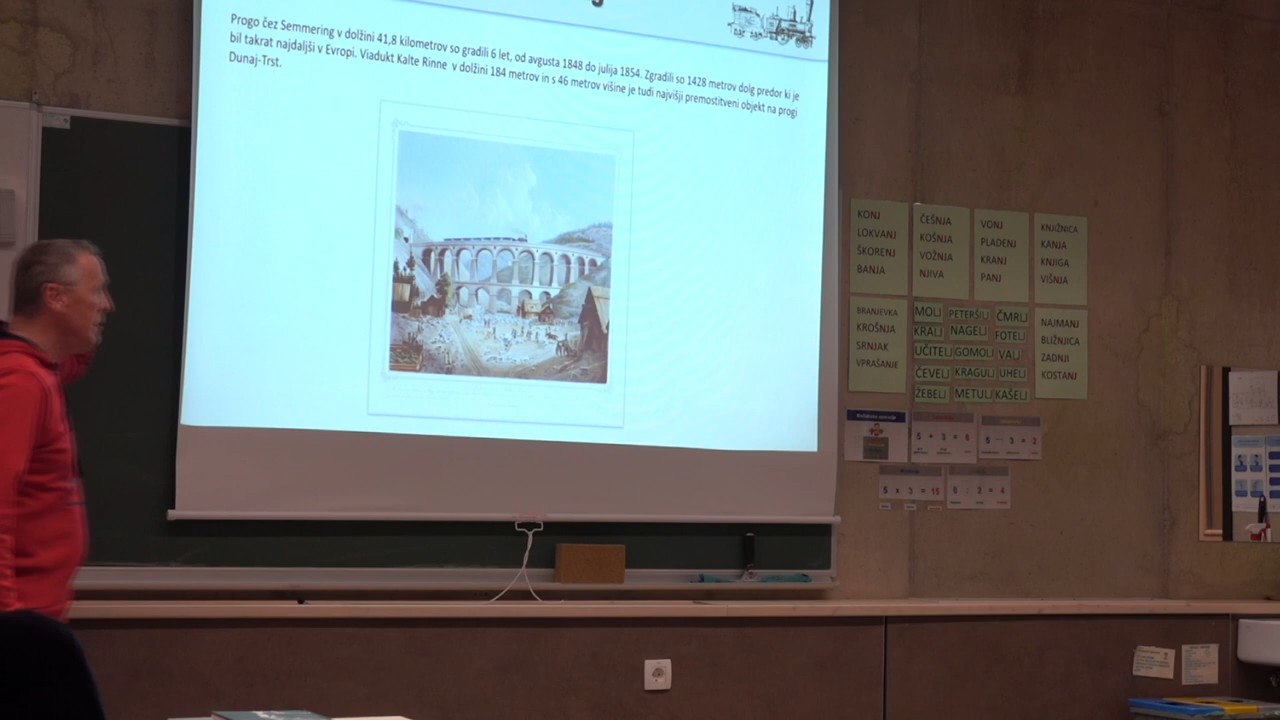 Progo čez Semmering v dolžini 41,8 kilometrov so gradili 6 let, od avgusta 1848 do julija 1854. Zgradili so 1428 metrov dolg predor ki je
bil takrat najdaljši v Evropi. Viadukt Kalte Rinne v dolžini 184 metrov in s 46 metrov višine je tudi najvišji premostitveni objekt na progi
Dunaj-Trst.
KONJ
LOKVANJ
ŠKORENJ
BANJA
ČEŠNJA
KOŠNJA
VOŽNJA
NJIVA
VONJ
PLADENJ
KRANJ
PANJ
KNJIŽNICA
KANJA
KNJIGA
VIŠNJA
BRANJEVKA
KROŠNJA
SRNJAK
VPRAŠANJE
MOLJ PETERŠILJ ČMRLJ
KRALJ NAGELJ FOTELJ
UČITELJ GOMOLJ VALJ
ČEVELJ KRAGULJ UHELJ
ŽEBELJ METULJ KAŠELJ
NAJMANJ
BLIŽNJICA
ZADNJI
KOSTANJ
5 + 3 = 8
5 - 3 = 2
5 x 3 = 15
8 : 2 = 4